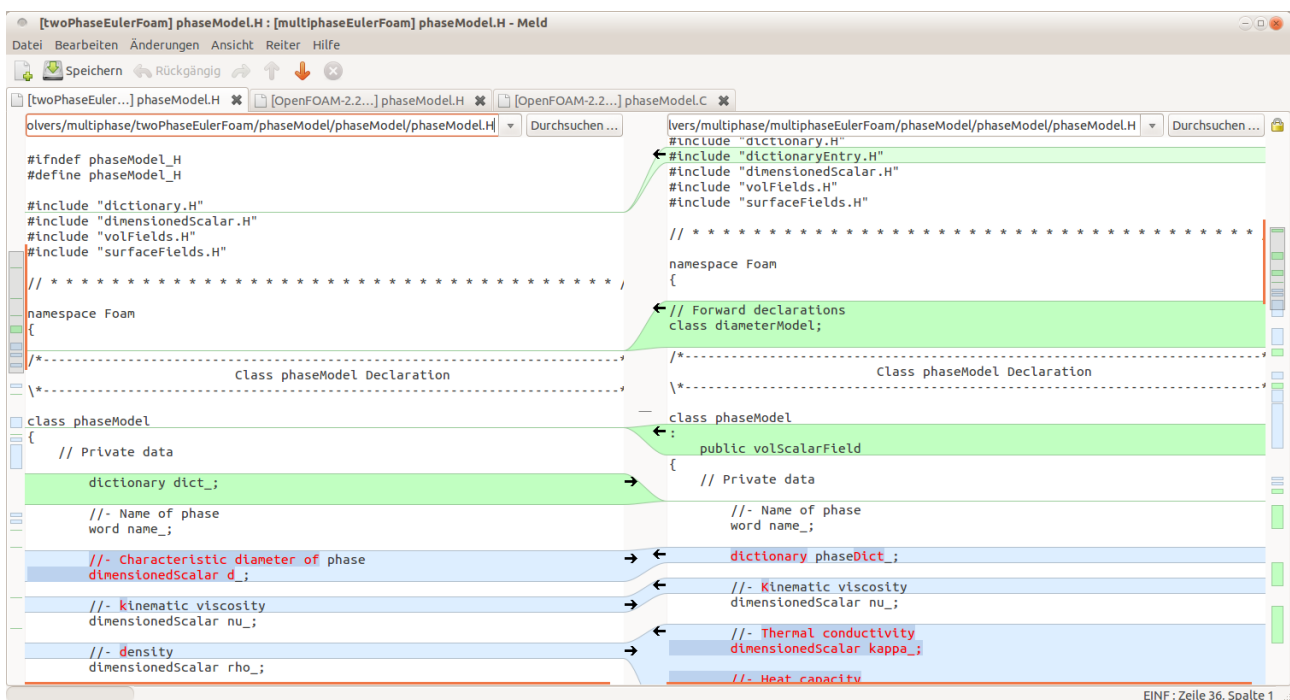 [twoPhaseEulerFoam] phaseModel.H : [multiphaseEulerFoam] phaseModel.H - Meld
Datei Bearbeiten Änderungen Ansicht Reiter Hilfe
Speichern Rückgängig
[twoPhaseEuler...] phaseModel.H [OpenFOAM-2.2...] phaseModel.H [OpenFOAM-2.2...] phaseModel.C
olvers/multiphase/twoPhaseEulerFoam/phaseModel/phaseModel/phaseModel.H Durchsuchen ...
#ifndef phaseModel_H
#define phaseModel_H
#include "dictionary.H"
#include "dimensionedScalar.H"
#include "volFields.H"
#include "surfaceFields.H"
// * * * * * * * * * * * * * * * * * * * * * * * * * * * * * * * * * * * * * /
namespace Foam
{
/*---------------------------------------------------------------------------*
Class phaseModel Declaration
\*---------------------------------------------------------------------------*
class phaseModel
{
// Private data
dictionary dict_;
//- Name of phase
word name_;
//- Characteristic diameter of phase
dimensionedScalar d_;
//- kinematic viscosity
dimensionedScalar nu_;
//- density
dimensionedScalar rho_;
lvers/multiphase/multiphaseEulerFoam/phaseModel/phaseModel/phaseModel.H Durchsuchen ...
#include "dictionary.H"
#include "dictionaryEntry.H"
#include "dimensionedScalar.H"
#include "volFields.H"
#include "surfaceFields.H"
// * * * * * * * * * * * * * * * * * * * * * * * * * * * * * * * * * * * * * /
namespace Foam
{
// Forward declarations
class diameterModel;
/*---------------------------------------------------------------------------*
Class phaseModel Declaration
\*---------------------------------------------------------------------------*
class phaseModel
:
public volScalarField
{
// Private data
//- Name of phase
word name_;
dictionary phaseDict_;
//- Kinematic viscosity
dimensionedScalar nu_;
//- Thermal conductivity
dimensionedScalar kappa_;
//- Heat capacity
EINF : Zeile 36, Spalte 1